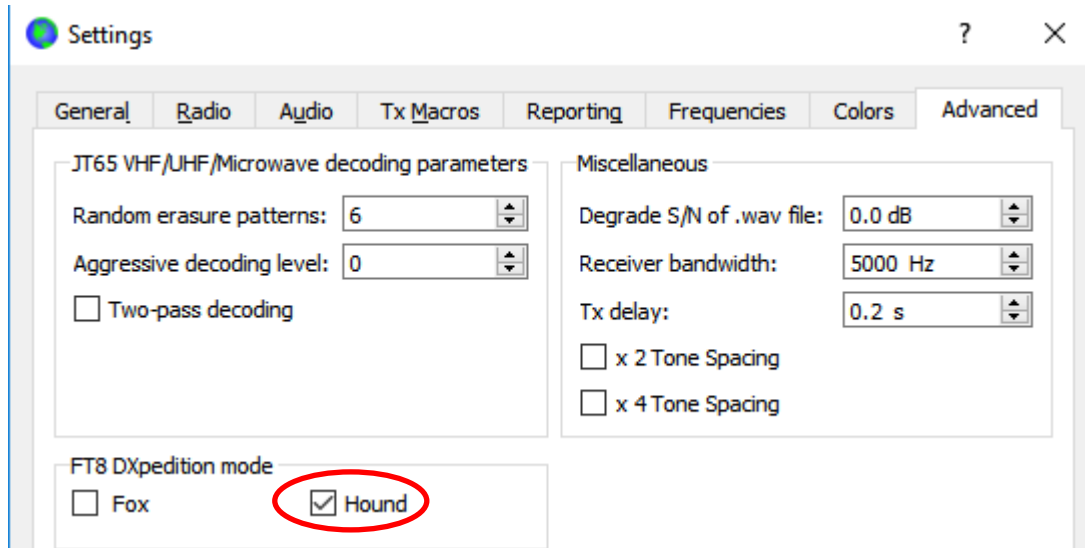 Settings ?
General Radio Audio Tx Macros Reporting Frequencies Colors Advanced
JT65 VHF/UHF/Microwave decoding parameters
Random erasure patterns: 6
Aggressive decoding level: 0
Two-pass decoding
Miscellaneous
Degrade S/N of .wav file: 0.0 dB
Receiver bandwidth: 5000 Hz
Tx delay: 0.2 s
x 2 Tone Spacing
x 4 Tone Spacing
FT8 DXpedition mode
Fox Hound